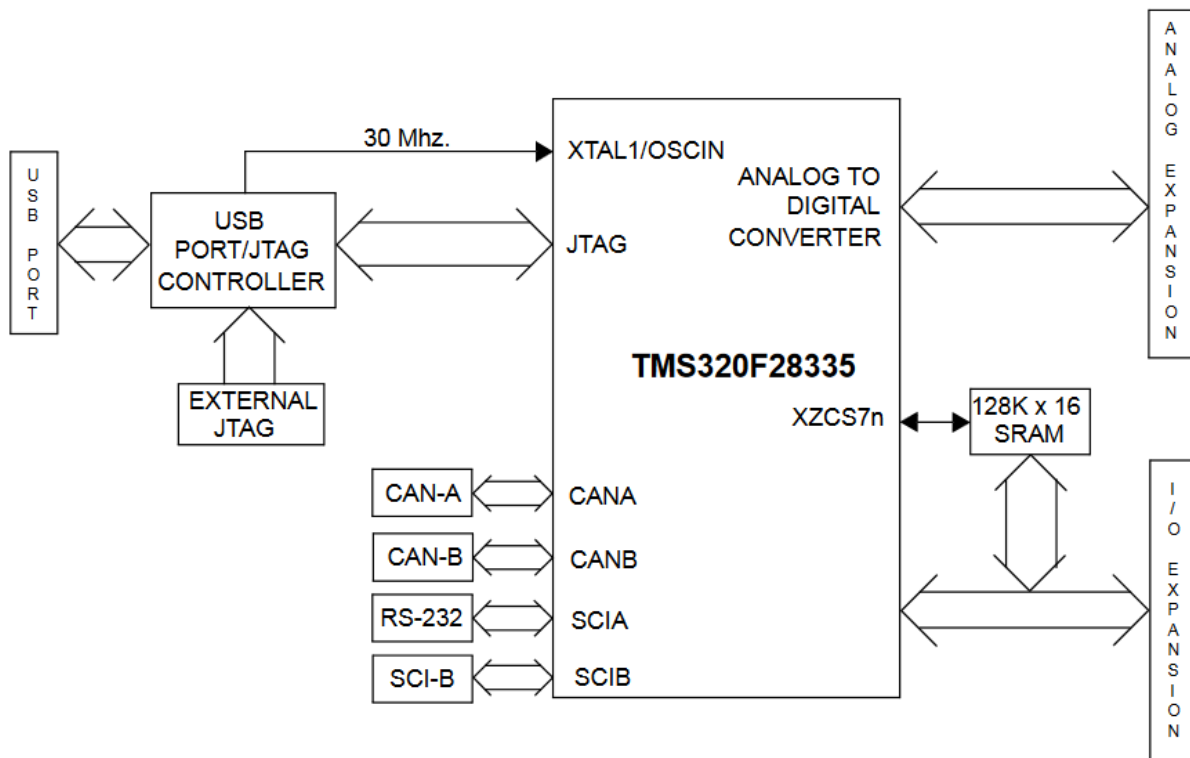 30 Mhz.
USB PORT
USB
PORT/JTAG
CONTROLLER
EXTERNAL
JTAG
XTAL1/OSCIN
JTAG
ANALOG TO
DIGITAL
CONVERTER
ANALOG EXPANSION
TMS320F28335
XZCS7n
128K x 16
SRAM
CAN-A
CANA
CAN-B
CANB
RS-232
SCIA
SCI-B
SCIB
I/O EXPANSION